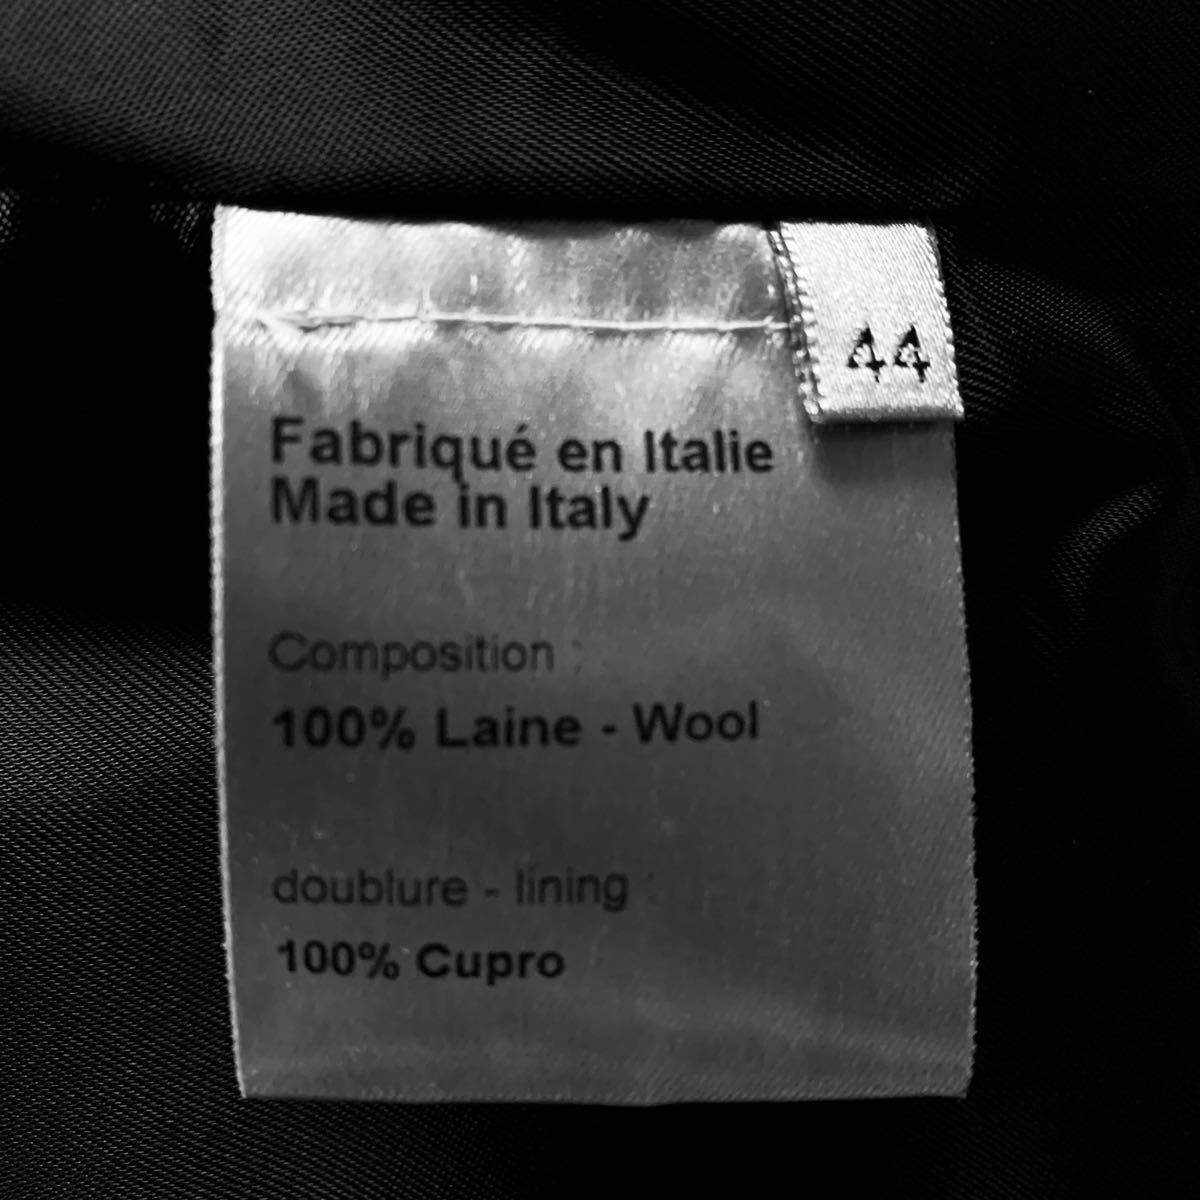 44
Fabriqué en Italie
Made in Italy
Composition :
100% Laine - Wool
doublure - lining :
100% Cupro